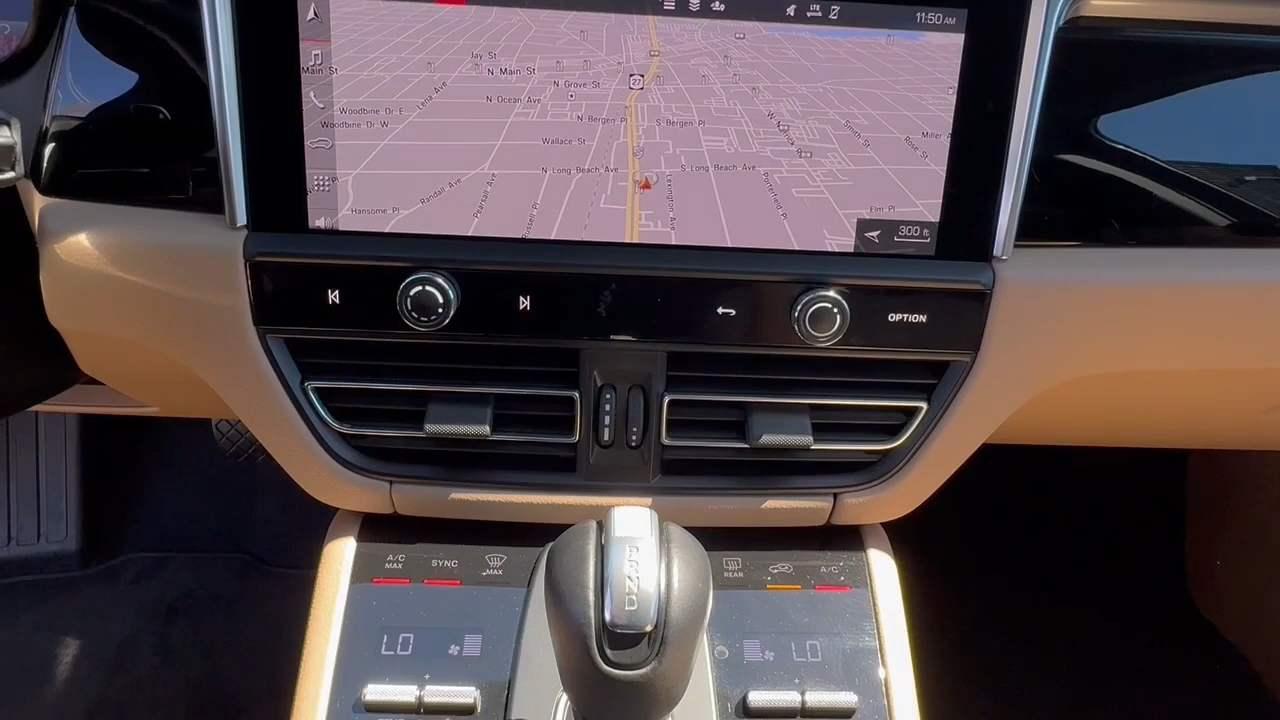 LTE
11:50 AM
Jay St
Main St
N Main St
N Grove St
27
Lena Ave
N Ocean Ave
Woodbine Dr E
Woodbine Dr W
N Bergen Pl
S Bergen Pl
Smith St
Miller A
Rose St
Wallace St
N Long Beach Ave
S Long Beach Ave
Randall Ave
Pearsall Ave
Lexington Ave
Porterfield Pl
Hansome Pl
Russell Pl
Elm Pl
300 ft
OPTION
A/C
MAX
SYNC
MAX
REAR
A/C
P R N D
LO
LO
+
+